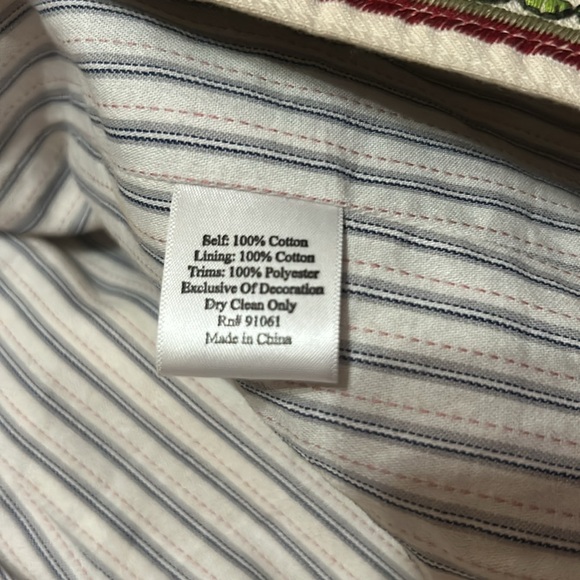 Self: 100% Cotton
Lining: 100% Cotton
Trims: 100% Polyester
Exclusive Of Decoration
Dry Clean Only
Rn# 91061
Made in China